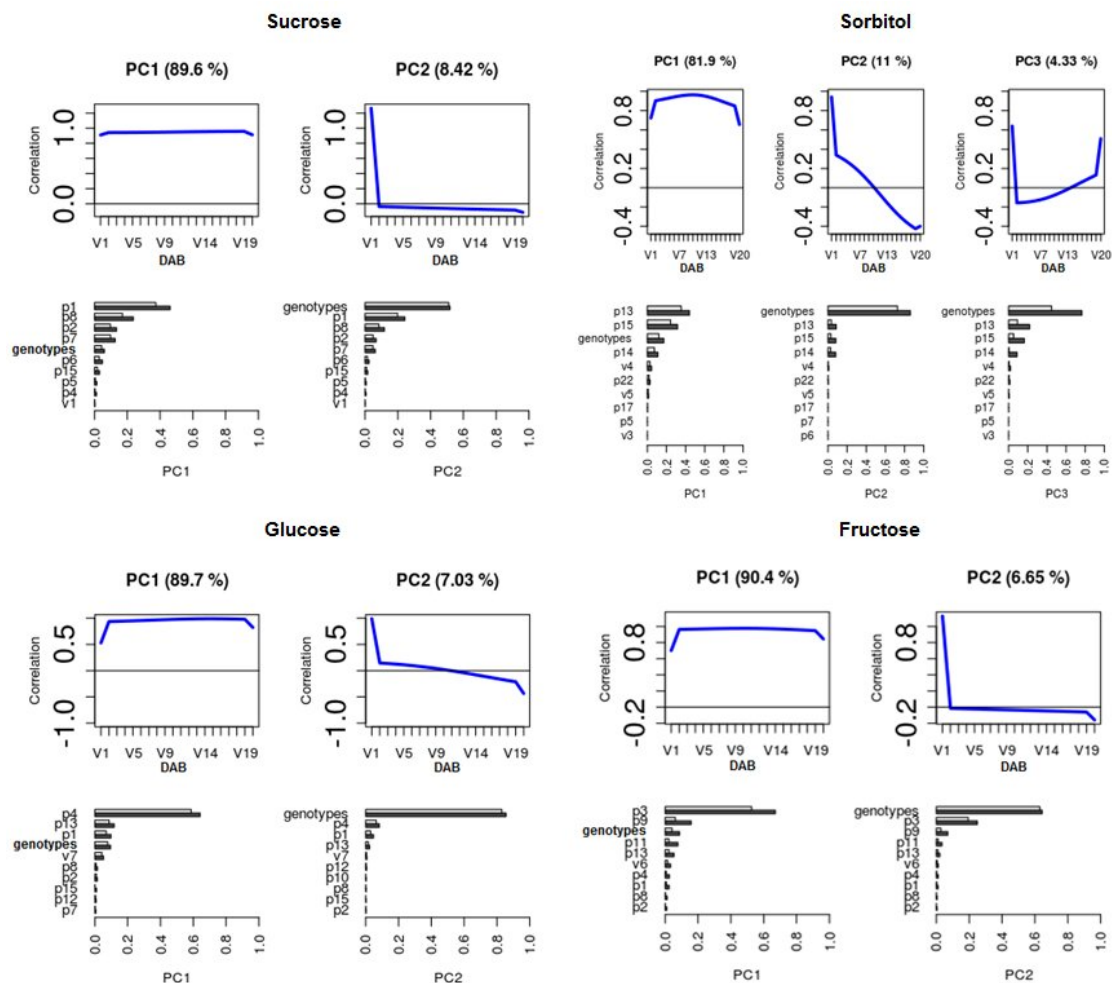 Sucrose
PC1 (89.6 %)
PC2 (8.42 %)
Correlation
0.0
1.0
V1 V5 V9 V14 V19
DAB
Correlation
0.0
1.0
V1 V5 V9 V14 V19
DAB
p1
p8
p2
p7
genotypes
p6
p15
p5
p4
v1
0.0 0.2 0.4 0.6 0.8 1.0
PC1
genotypes
p1
p8
p2
p7
p6
p15
p5
p4
v1
0.0 0.2 0.4 0.6 0.8 1.0
PC2
Sorbitol
PC1 (81.9 %)
PC2 (11 %)
PC3 (4.33 %)
Correlation
-0.4
0.2
0.8
V1 V7 V13 V20
DAB
Correlation
-0.4
0.2
0.8
V1 V7 V13 V20
DAB
Correlation
-0.4
0.2
0.8
V1 V7 V13 V20
DAB
p13
p15
genotypes
p14
v4
p22
v5
p17
p5
v3
0.0 0.2 0.4 0.6 0.8 1.0
PC1
genotypes
p13
p15
p14
v4
p22
v5
p17
p7
p6
0.0 0.2 0.4 0.6 0.8 1.0
PC2
genotypes
p13
p15
p14
v4
p22
v5
p17
p5
v3
0.0 0.2 0.4 0.6 0.8 1.0
PC3
Glucose
PC1 (89.7 %)
PC2 (7.03 %)
Correlation
-1.0
0.5
V1 V5 V9 V14 V19
DAB
Correlation
-1.0
0.5
V1 V5 V9 V14 V19
DAB
p4
p13
p1
genotypes
v7
p8
p2
p15
p12
p7
0.0 0.2 0.4 0.6 0.8 1.0
PC1
genotypes
p4
p1
p13
p7
p12
p10
p8
p15
p2
0.0 0.2 0.4 0.6 0.8 1.0
PC2
Fructose
PC1 (90.4 %)
PC2 (6.65 %)
Correlation
-0.2
0.8
V1 V5 V9 V14 V19
DAB
Correlation
-0.2
0.8
V1 V5 V9 V14 V19
DAB
p3
p9
genotypes
p11
p13
v6
p4
p1
p8
p2
0.0 0.2 0.4 0.6 0.8 1.0
PC1
genotypes
p3
p9
p11
p13
v6
p4
p1
p8
p2
0.0 0.2 0.4 0.6 0.8 1.0
PC2